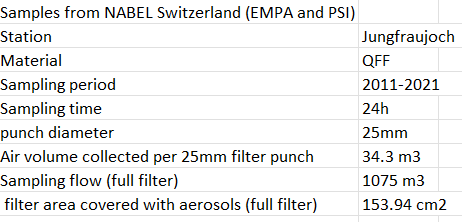 Samples from NABEL Switzerland (EMPA and PSI)
Station Jungfraujoch
Material QFF
Sampling period 2011-2021
Sampling time 24h
punch diameter 25mm
Air volume collected per 25mm filter punch 34.3 m3
Sampling flow (full filter) 1075 m3
filter area covered with aerosols (full filter) 153.94 cm2